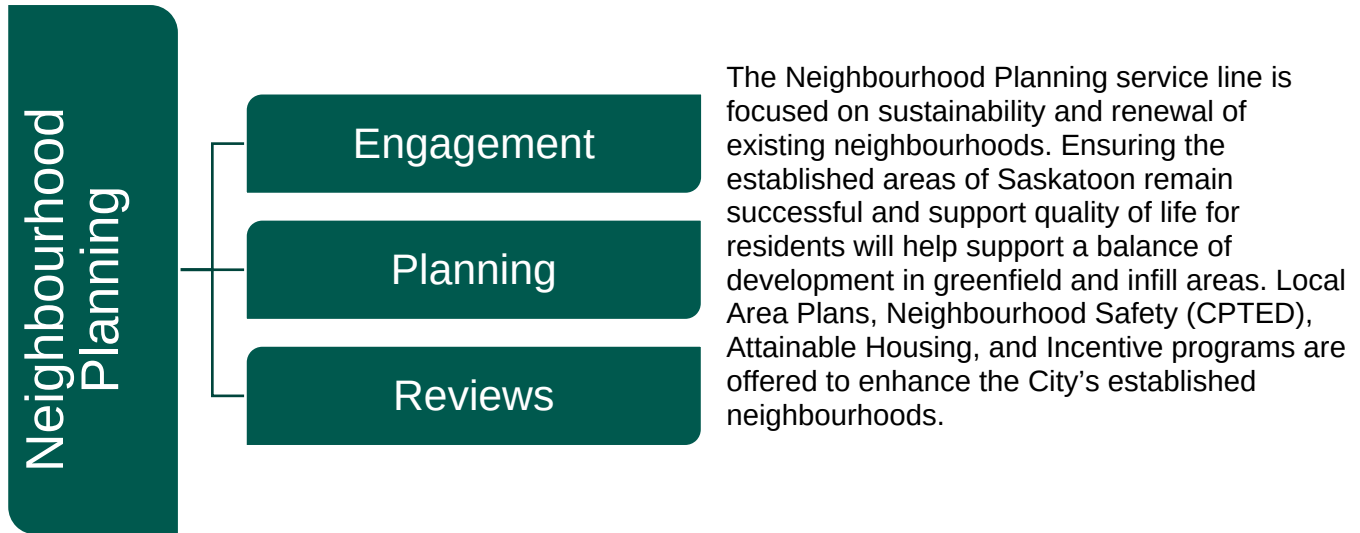 Neighbourhood
Planning
Engagement
Planning
Reviews
The Neighbourhood Planning service line is
focused on sustainability and renewal of
existing neighbourhoods. Ensuring the
established areas of Saskatoon remain
successful and support quality of life for
residents will help support a balance of
development in greenfield and infill areas. Local
Area Plans, Neighbourhood Safety (CPTED),
Attainable Housing, and Incentive programs are
offered to enhance the City’s established
neighbourhoods.